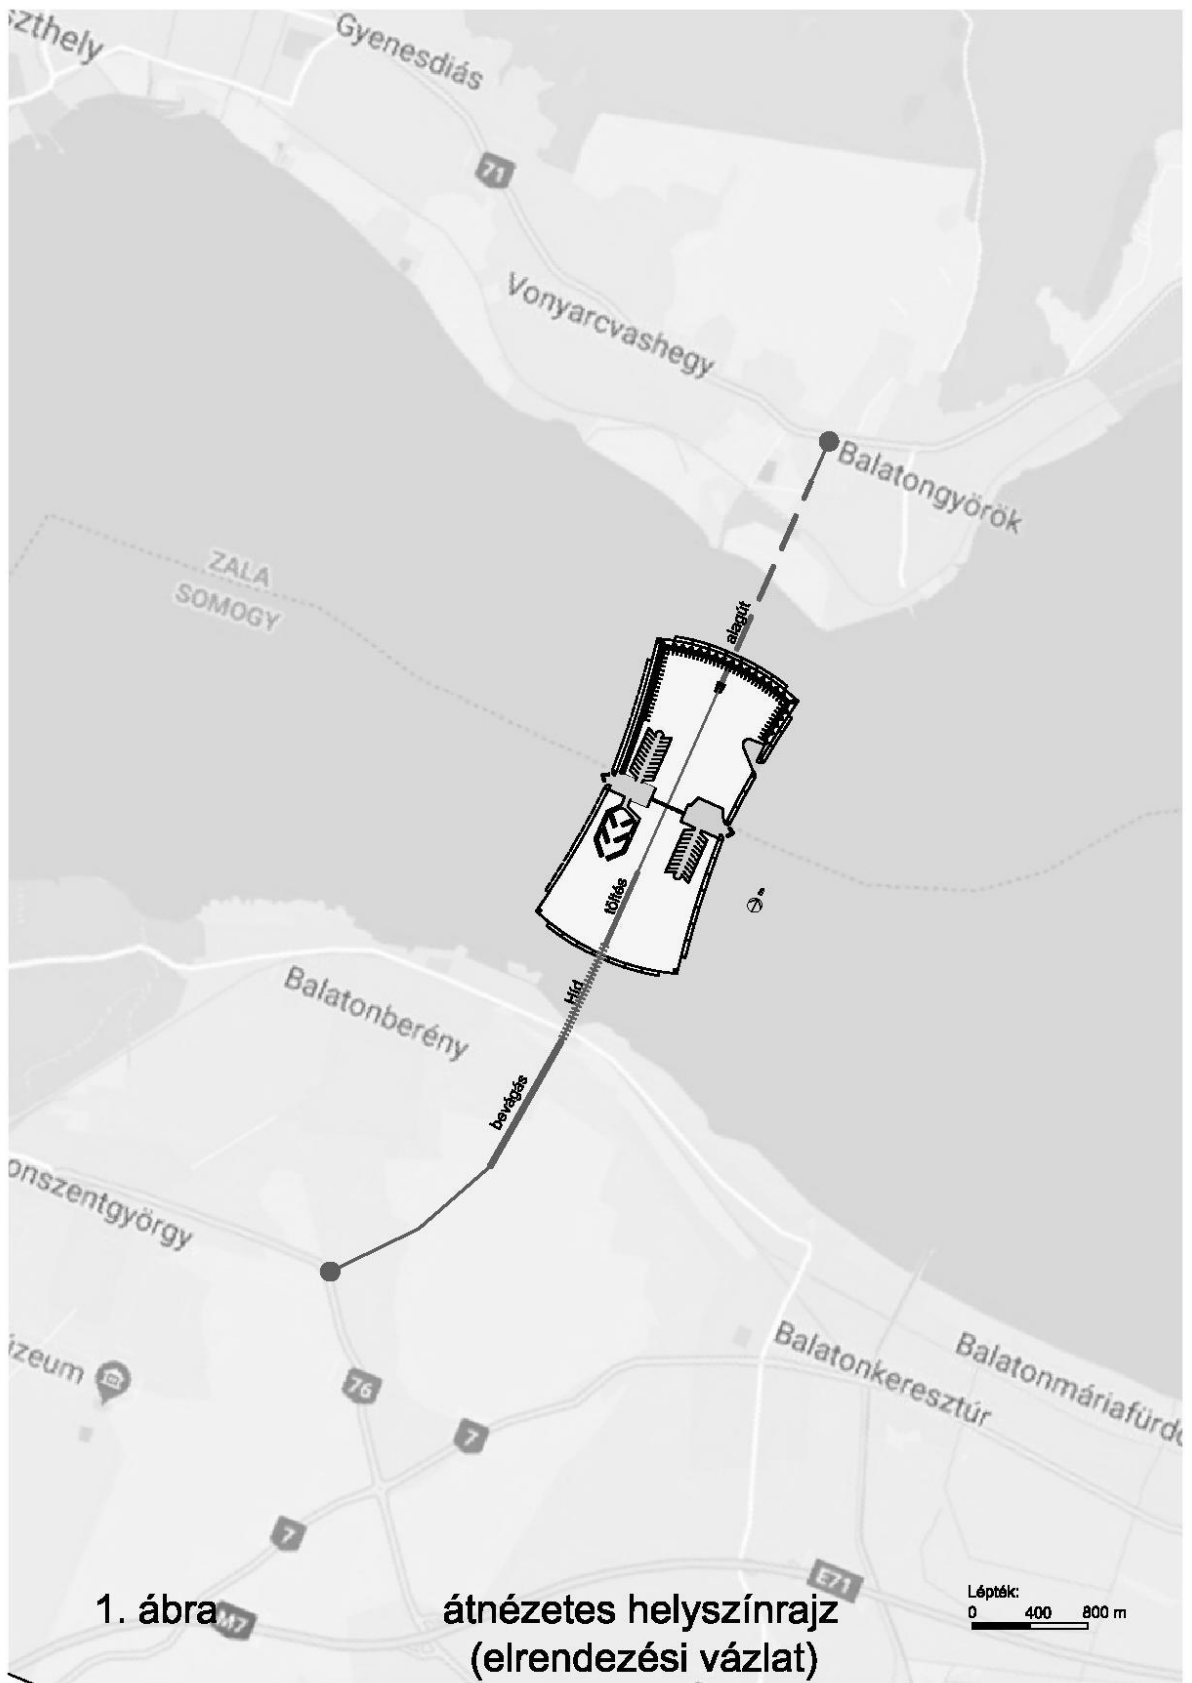 szthely
Gyenesdiás
71
Vonyarcvashegy
Balatongyörök
ZALA
SOMOGY
alagút
töltés
Híd
Balatonberény
bevágás
onszentgyörgy
úzeum
76
7
Balatonkeresztúr
Balatonmáriafürdő
7
E71
M7
1. ábra
átnézetes helyszínrajz
(elrendezési vázlat)
Lépték:
0 400 800 m